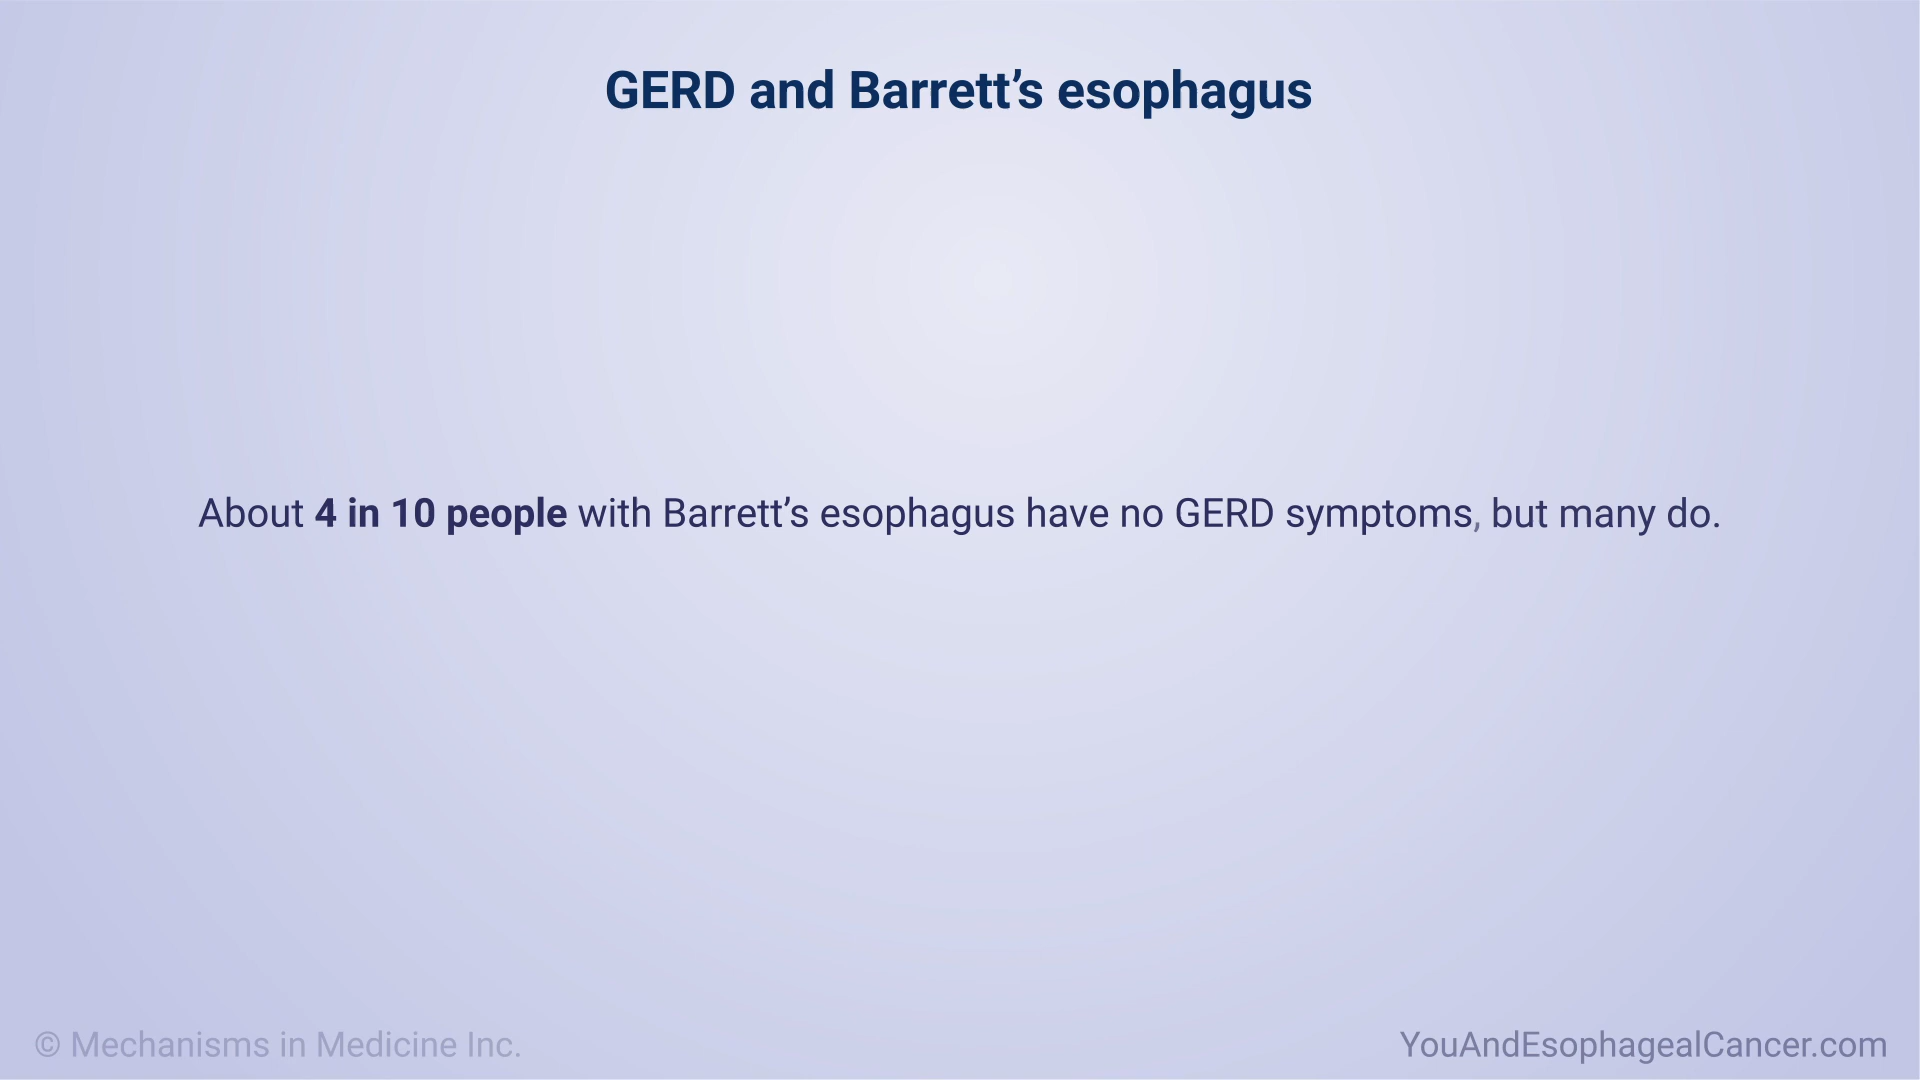 GERD and Barrett’s esophagus
About 4 in 10 people with Barrett’s esophagus have no GERD symptoms, but many do.
© Mechanisms in Medicine Inc.
YouAndEsophagealCancer.com